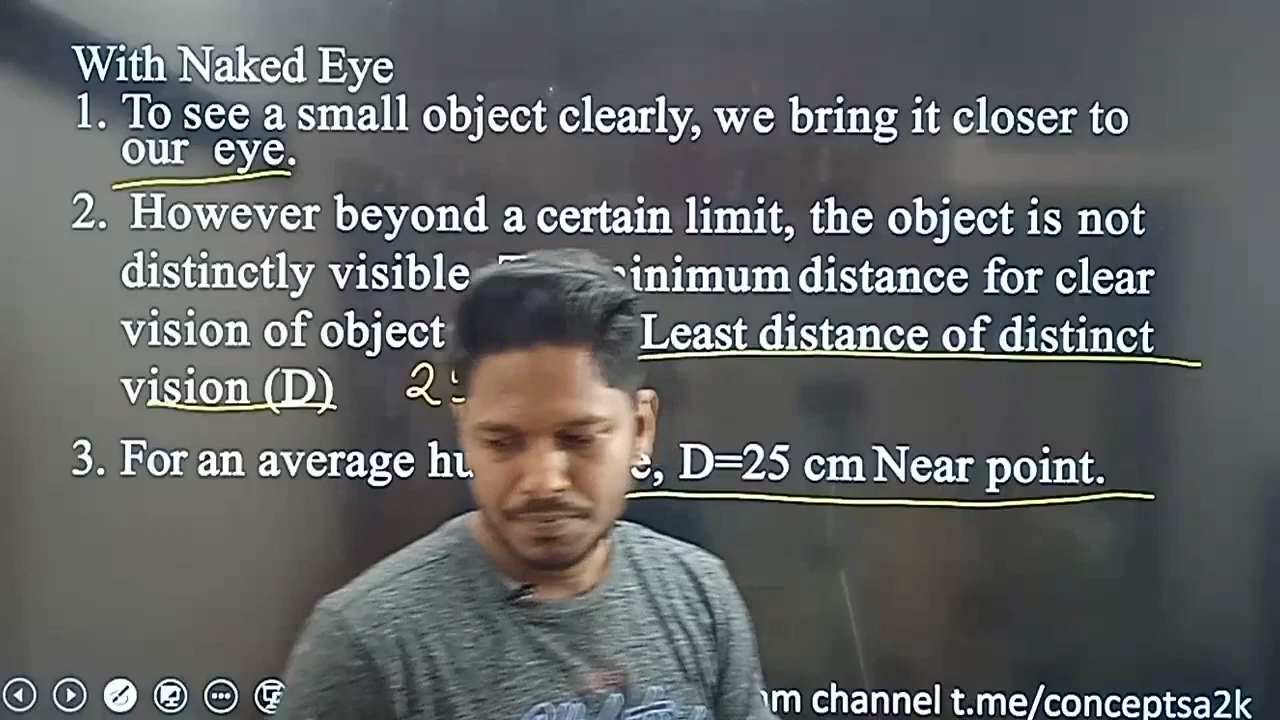 With Naked Eye
1. To see a small object clearly, we bring it closer to
our eye.
2. However beyond a certain limit, the object is not
distinctly visible inimum distance for clear
vision of object Least distance of distinct
vision (D) 25
3. For an average hu e, D=25 cm Near point.
am channel t.me/conceptsa2k